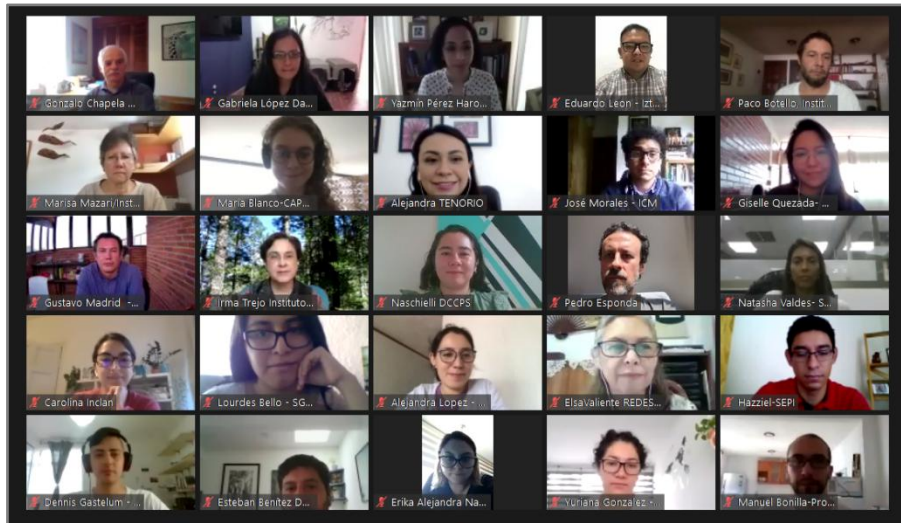 Gonzalo Chapela ...
Gabriela López Da...
Yazmin Pérez Haro...
Eduardo León - Izt...
Paco Botello. Instit...
Marisa Mazari/Inst...
María Blanco-CAP...
Alejandra TENORIO
José Morales - ICM
Giselle Quezada- ...
Gustavo Madrid -...
Irma Trejo Instituto...
Naschielli DCCPS
Pedro Esponda
Natasha Valdes- S...
Carolina Inclan
Lourdes Bello - SG...
Alejandra Lopez - ...
ElsaValiente REDES...
Hazziel-SEPI
Dennis Gastelum - ...
Esteban Benítez D...
Erika Alejandra Na...
Yuriana González -...
Manuel Bonilla-Pro...